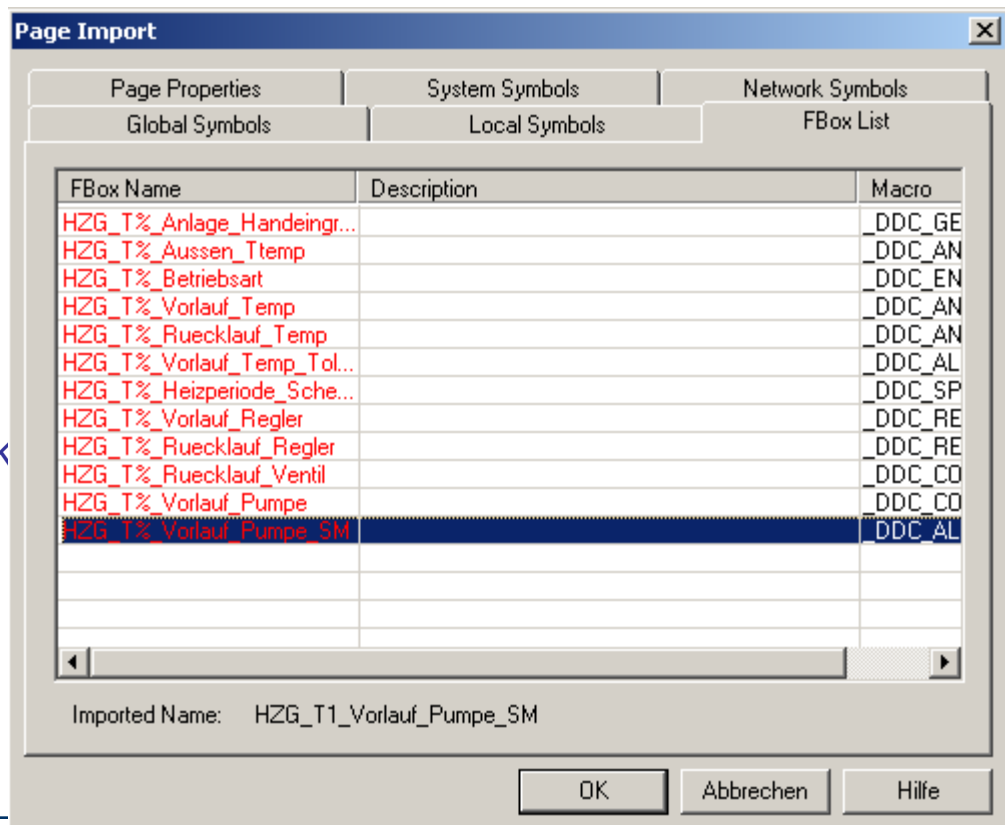 Page Import
Page Properties System Symbols Network Symbols
Global Symbols Local Symbols FBox List
FBox Name Description Macro
HZG_T%_Anlage_Handeingr... _DDC_GE
HZG_T%_Aussen_Ttemp _DDC_AN
HZG_T%_Betriebsart _DDC_EN
HZG_T%_Vorlauf_Temp _DDC_AN
HZG_T%_Ruecklauf_Temp _DDC_AN
HZG_T%_Vorlauf_Temp_Tol... _DDC_AL
HZG_T%_Heizperiode_Sche... _DDC_SP
HZG_T%_Vorlauf_Regler _DDC_RE
HZG_T%_Ruecklauf_Regler _DDC_RE
HZG_T%_Ruecklauf_Ventil _DDC_CO
HZG_T%_Vorlauf_Pumpe _DDC_CO
HZG_T%_Vorlauf_Pumpe_SM _DDC_AL
Imported Name: HZG_T1_Vorlauf_Pumpe_SM
OK Abbrechen Hilfe